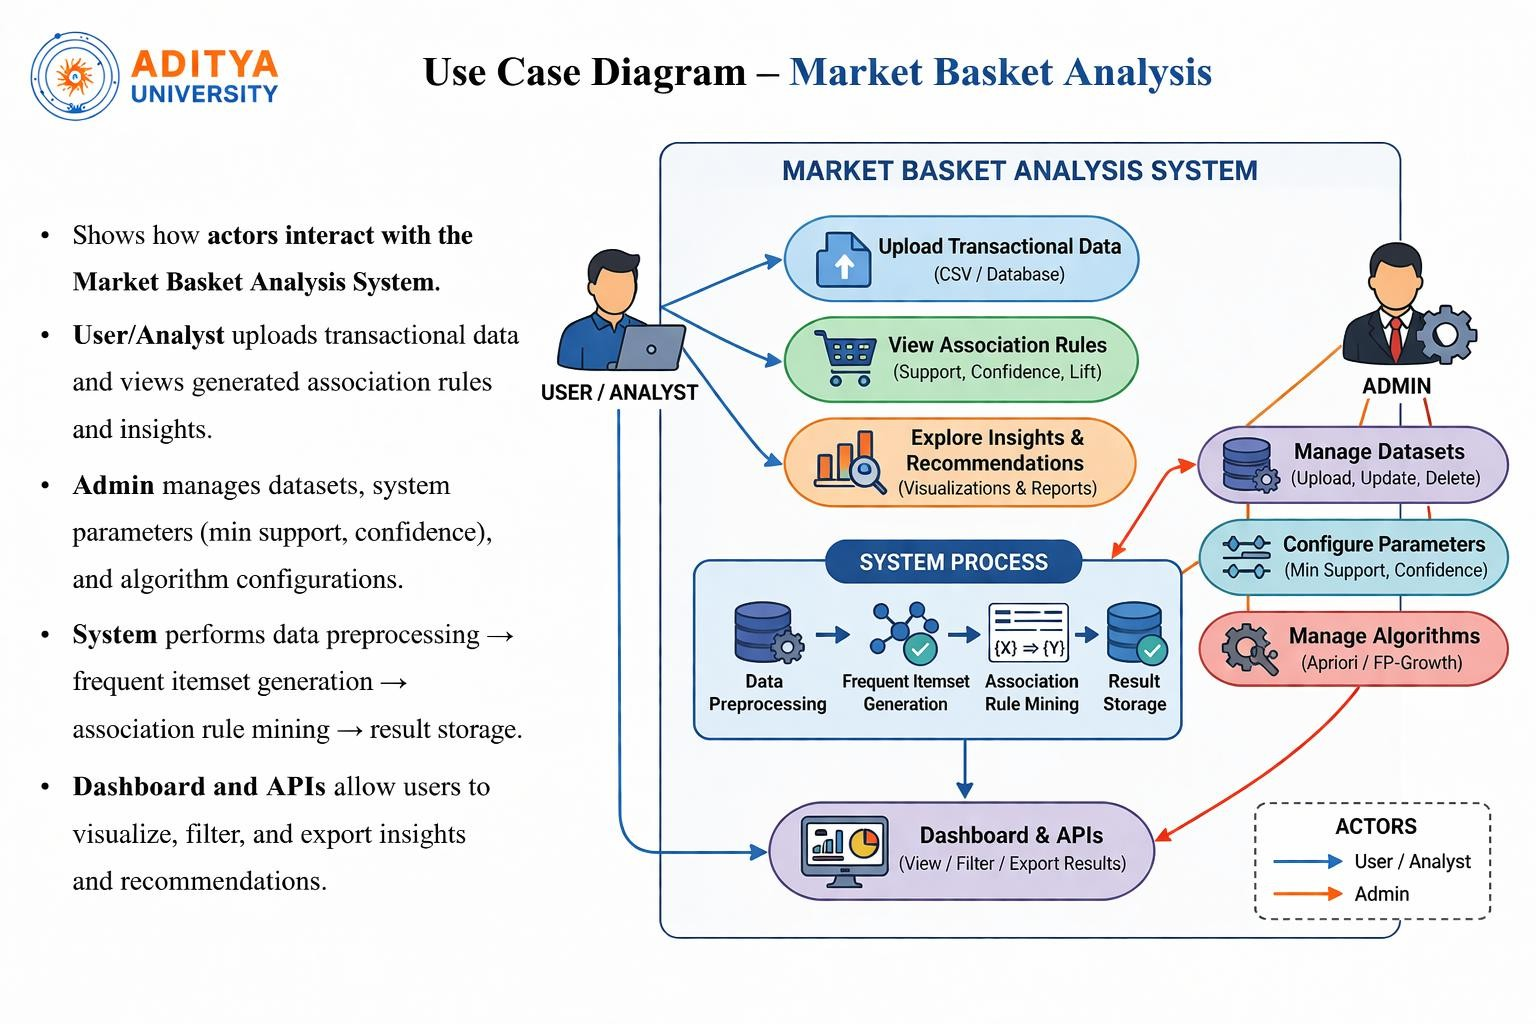 ADITYA
UNIVERSITY
Use Case Diagram – Market Basket Analysis
• Shows how actors interact with the
Market Basket Analysis System.
• User/Analyst uploads transactional data
and views generated association rules
and insights.
• Admin manages datasets, system
parameters (min support, confidence),
and algorithm configurations.
• System performs data preprocessing →
frequent itemset generation →
association rule mining → result storage.
• Dashboard and APIs allow users to
visualize, filter, and export insights
and recommendations.
MARKET BASKET ANALYSIS SYSTEM
USER / ANALYST
Upload Transactional Data
(CSV / Database)
View Association Rules
(Support, Confidence, Lift)
Explore Insights &
Recommendations
(Visualizations & Reports)
ADMIN
Manage Datasets
(Upload, Update, Delete)
Configure Parameters
(Min Support, Confidence)
Manage Algorithms
(Apriori / FP-Growth)
SYSTEM PROCESS
{X} ⇒ {Y}
Data
Preprocessing
Frequent Itemset
Generation
Association
Rule Mining
Result
Storage
Dashboard & APIs
(View / Filter / Export Results)
ACTORS
User / Analyst
Admin